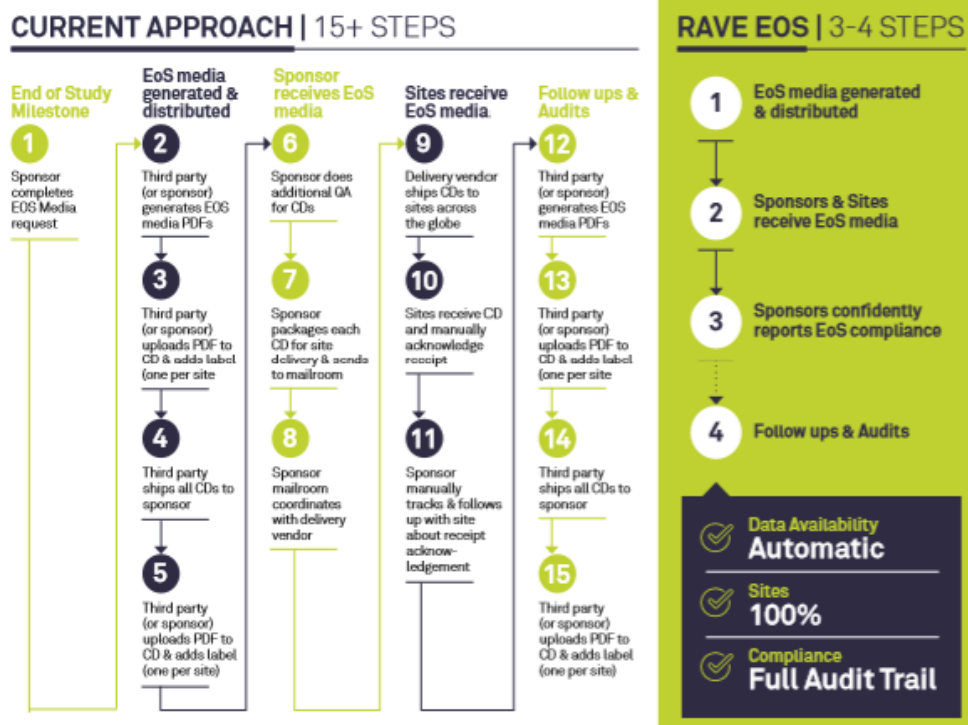 CURRENT APPROACH | 15+ STEPS
End of Study
Milestone
1
Sponsor
completes
EOS Media
request
EoS media
generated &
distributed
2
Third party
(or sponsor)
generates EOS
media PDFs
3
Third party
(or sponsor)
uploads PDF to
CD & adds label
(one per site
4
Third party
ships all CDs to
sponsor
5
Third party
(or sponsor)
uploads PDF to
CD & adds label
(one per site)
Sponsor
receives EoS
media
6
Sponsor does
additional QA
for CDs
7
Sponsor
packages each
CD for site
delivery & sends
to mailroom
8
Sponsor
mailroom
coordinates
with delivery
vendor
Sites receive
EoS media.
9
Delivery vendor
ships CDs to
sites across
the globe
10
Sites receive CD
and manually
acknowledge
receipt
11
Sponsor
manually
tracks & follows
up with site
about receipt
acknow-
ledgement
Follow ups &
Audits
12
Third party
(or sponsor)
generates EOS
media PDFs
13
Third party
(or sponsor)
uploads PDF to
CD & adds label
(one per site
14
Third party
ships all CDs to
sponsor
15
Third party
(or sponsor)
uploads PDF to
CD & adds label
(one per site)
RAVE EOS | 3-4 STEPS
1
EoS media generated
& distributed
2
Sponsors & Sites
receive EoS media
3
Sponsors confidently
reports EoS compliance
4
Follow ups & Audits
Data Availability
Automatic
Sites
100%
Compliance
Full Audit Trail